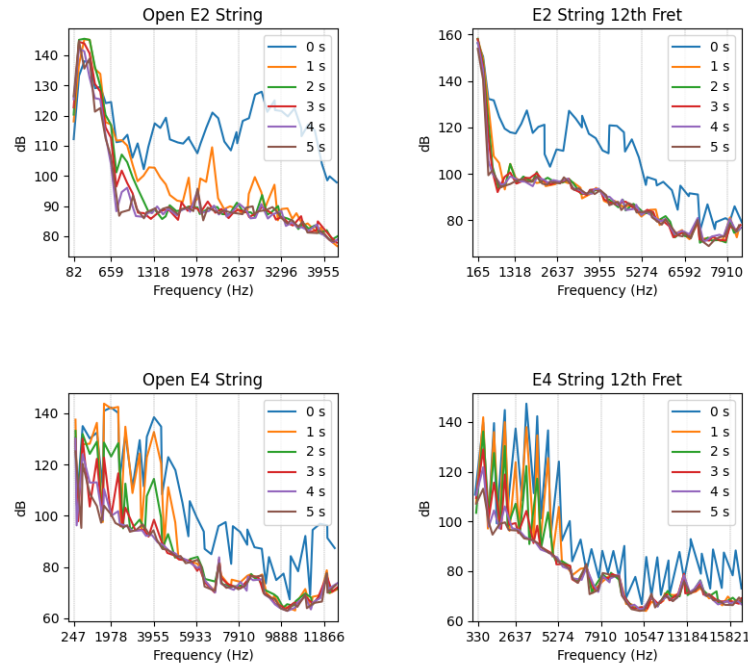 Open E2 String
140
130
120
110
100
90
80
dB
82 659 1318 1978 2637 3296 3955
Frequency (Hz)
0 s
1 s
2 s
3 s
4 s
5 s
E2 String 12th Fret
160
140
120
100
80
dB
165 1318 2637 3955 5274 6592 7910
Frequency (Hz)
0 s
1 s
2 s
3 s
4 s
5 s
Open E4 String
140
120
100
80
60
dB
247 1978 3955 5933 7910 9888 11866
Frequency (Hz)
0 s
1 s
2 s
3 s
4 s
5 s
E4 String 12th Fret
140
120
100
80
60
dB
330 2637 5274 7910 10547 13184 15821
Frequency (Hz)
0 s
1 s
2 s
3 s
4 s
5 s